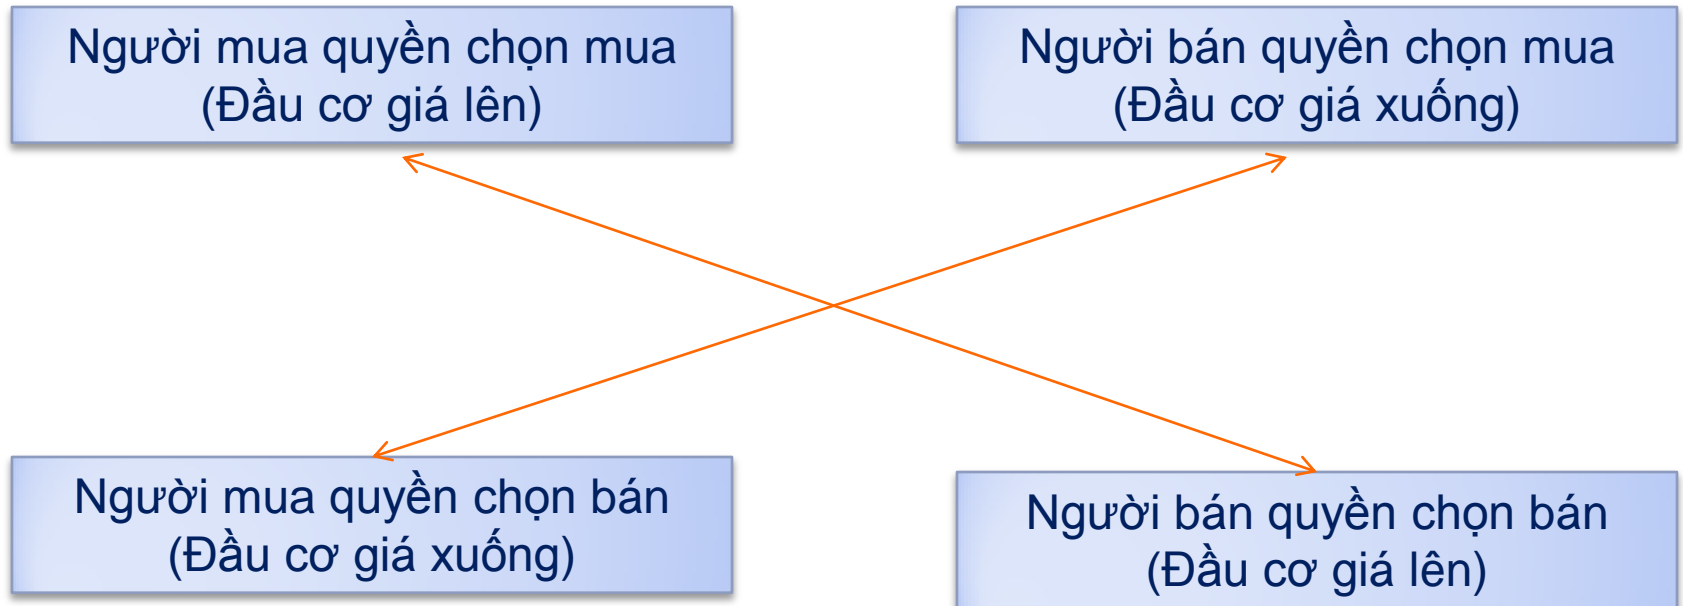 Người mua quyền chọn mua
(Đầu cơ giá lên)
Người bán quyền chọn mua
(Đầu cơ giá xuống)
Người mua quyền chọn bán
(Đầu cơ giá xuống)
Người bán quyền chọn bán
(Đầu cơ giá lên)